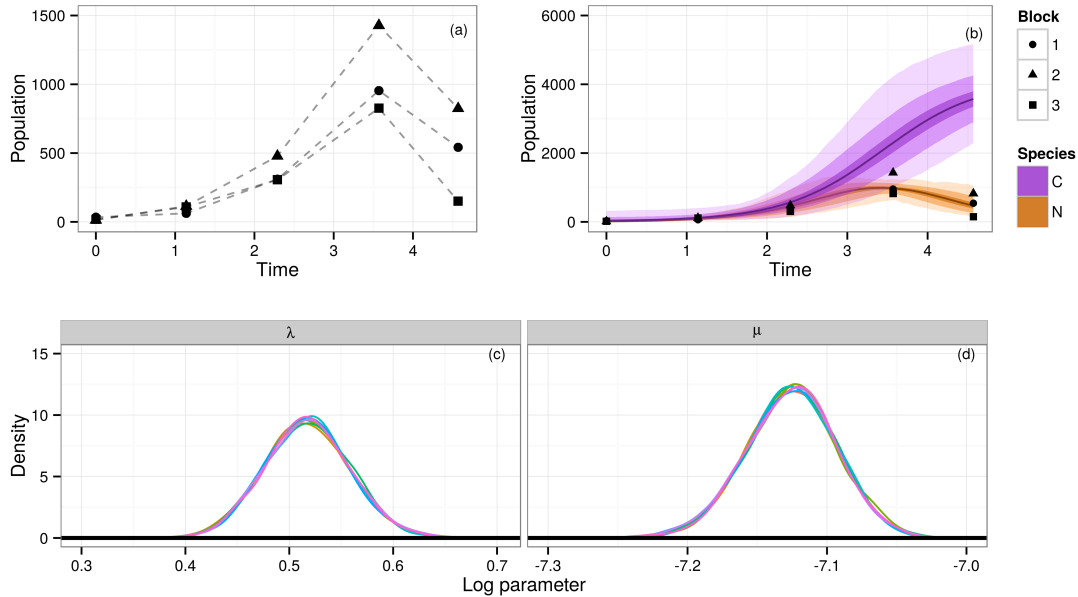 (a)
1500
1000
500
0
Population
0 1 2 3 4
Time
(b)
6000
4000
2000
0
Population
0 1 2 3 4
Time
Block
1
2
3
Species
C
N
λ
μ
(c)
(d)
15
10
5
0
Density
0.3 0.4 0.5 0.6 0.7
-7.3 -7.2 -7.1 -7.0
Log parameter